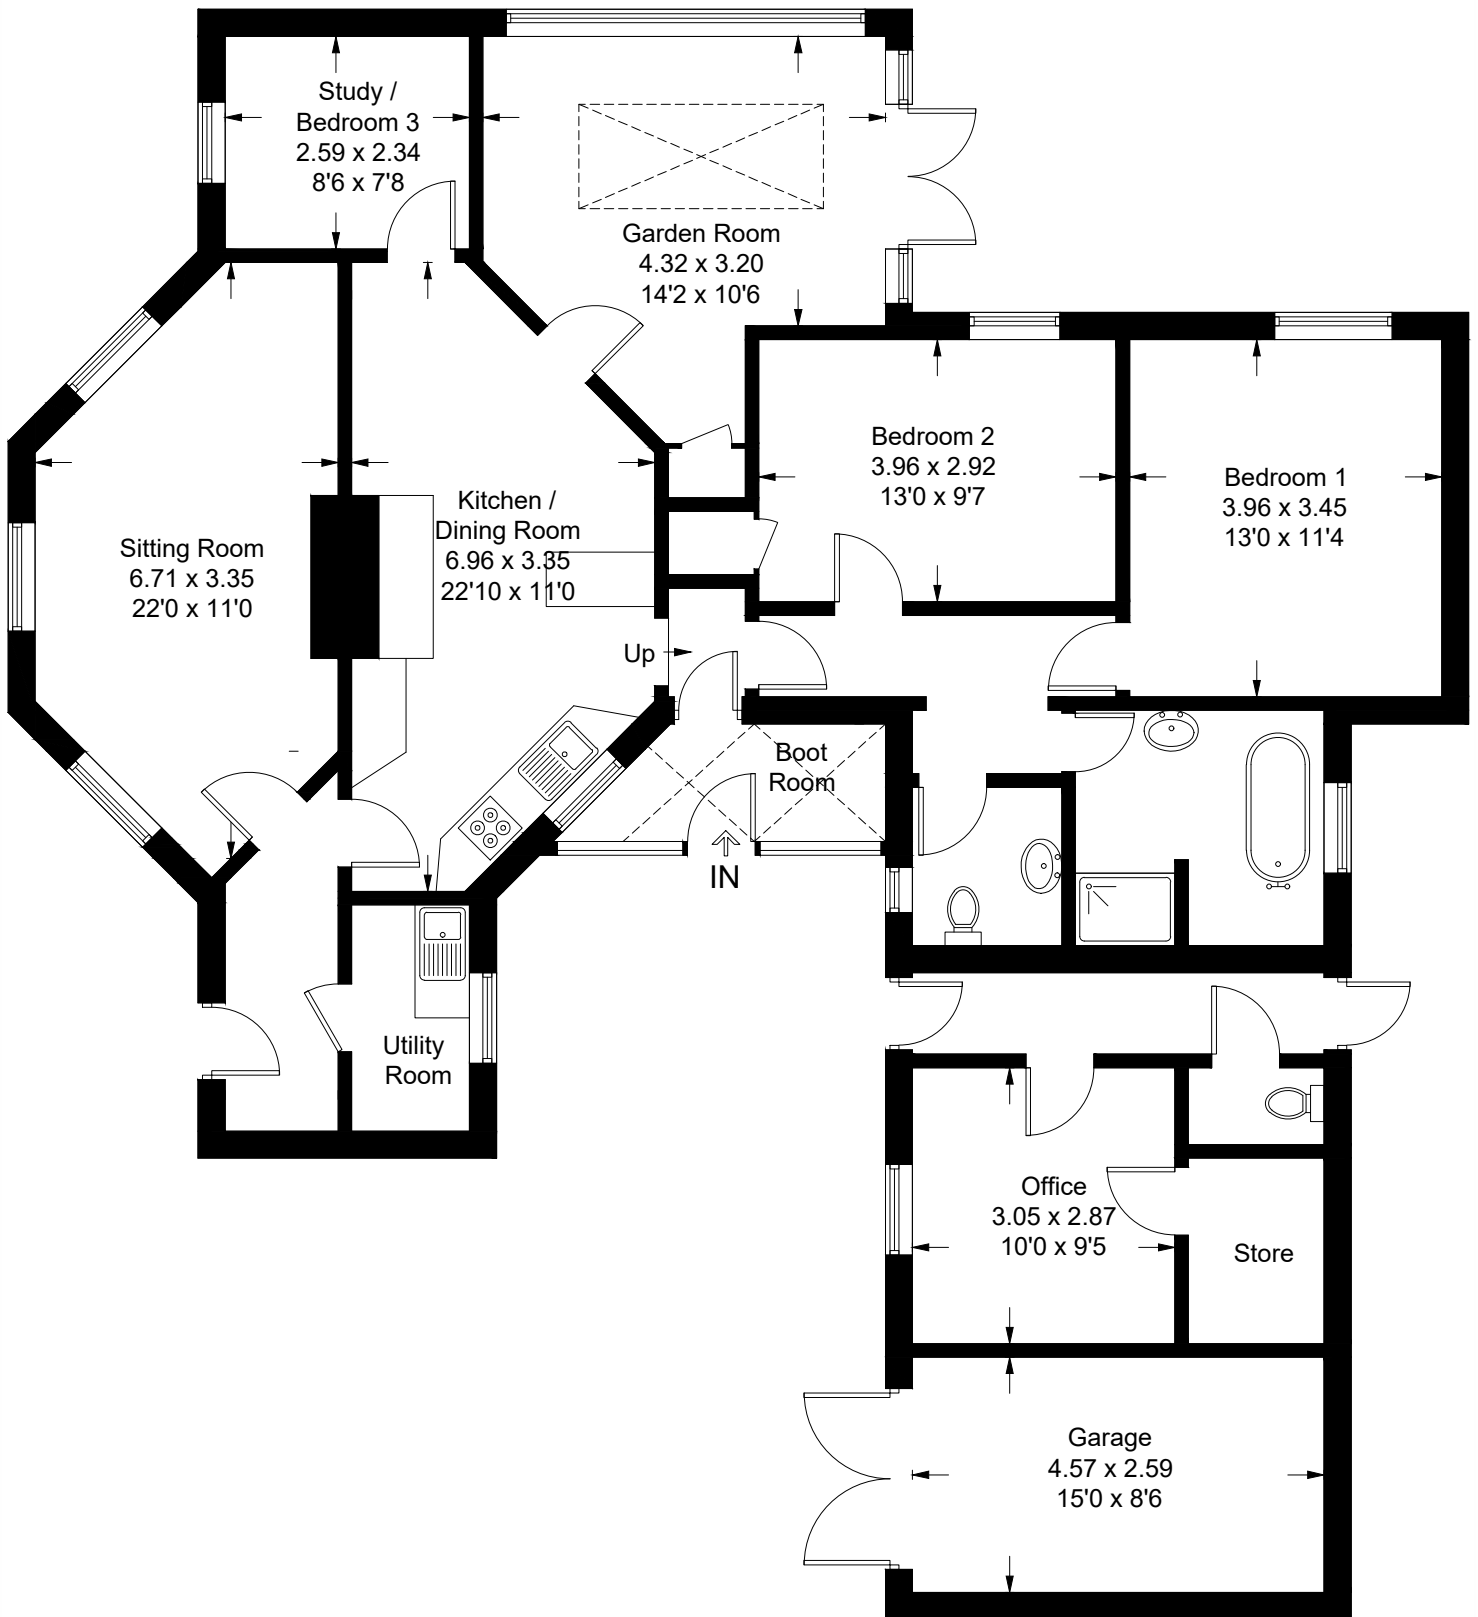 Study /
Bedroom 3
2.59 x 2.34
8'6 x 7'8
Garden Room
4.32 x 3.20
14'2 x 10'6
Bedroom 2
3.96 x 2.92
13'0 x 9'7
Bedroom 1
3.96 x 3.45
13'0 x 11'4
Kitchen /
Dining Room
6.96 x 3.35
22'10 x 11'0
Sitting Room
6.71 x 3.35
22'0 x 11'0
Up
Boot
Room
IN
Utility
Room
Office
3.05 x 2.87
10'0 x 9'5
Store
Garage
4.57 x 2.59
15'0 x 8'6